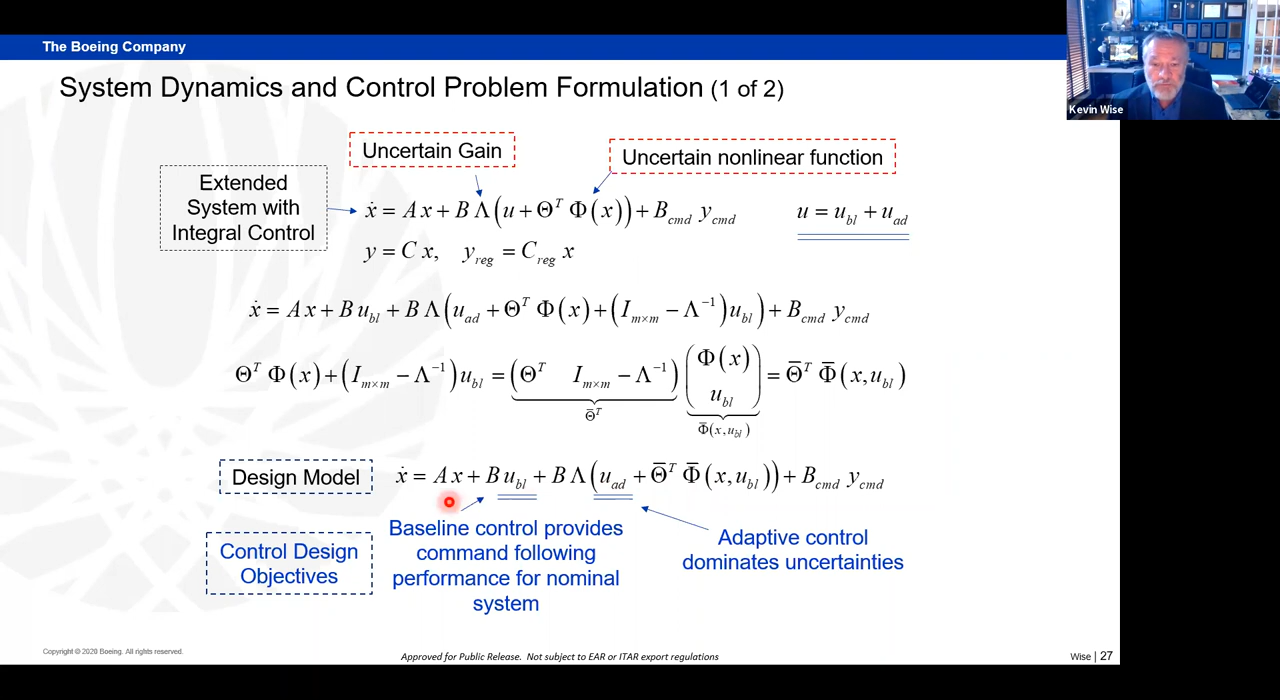 The Boeing Company
Kevin Wise
System Dynamics and Control Problem Formulation (1 of 2)
Uncertain Gain
Uncertain nonlinear function
Extended
System with
Integral Control
ẋ = A x + B Λ (u + Θ^T Φ(x)) + B_cmd y_cmd
u = u_bl + u_ad
y = C x, y_reg = C_reg x
ẋ = A x + B u_bl + B Λ (u_ad + Θ^T Φ(x) + (I_{m×m} − Λ^{−1}) u_bl) + B_cmd y_cmd
Θ^T Φ(x) + (I_{m×m} − Λ^{−1}) u_bl = (Θ^T I_{m×m} − Λ^{−1}) (Φ(x) u_bl) = Θ̄^T Φ̄(x, u_bl)
Θ̄^T
Φ̄(x, u_bl)
Design Model
ẋ = A x + B u_bl + B Λ (u_ad + Θ̄^T Φ̄(x, u_bl)) + B_cmd y_cmd
Control Design
Objectives
Baseline control provides
command following
performance for nominal
system
Adaptive control
dominates uncertainties
Copyright © 2020 Boeing. All rights reserved.
Approved for Public Release. Not subject to EAR or ITAR export regulations
Wise | 27